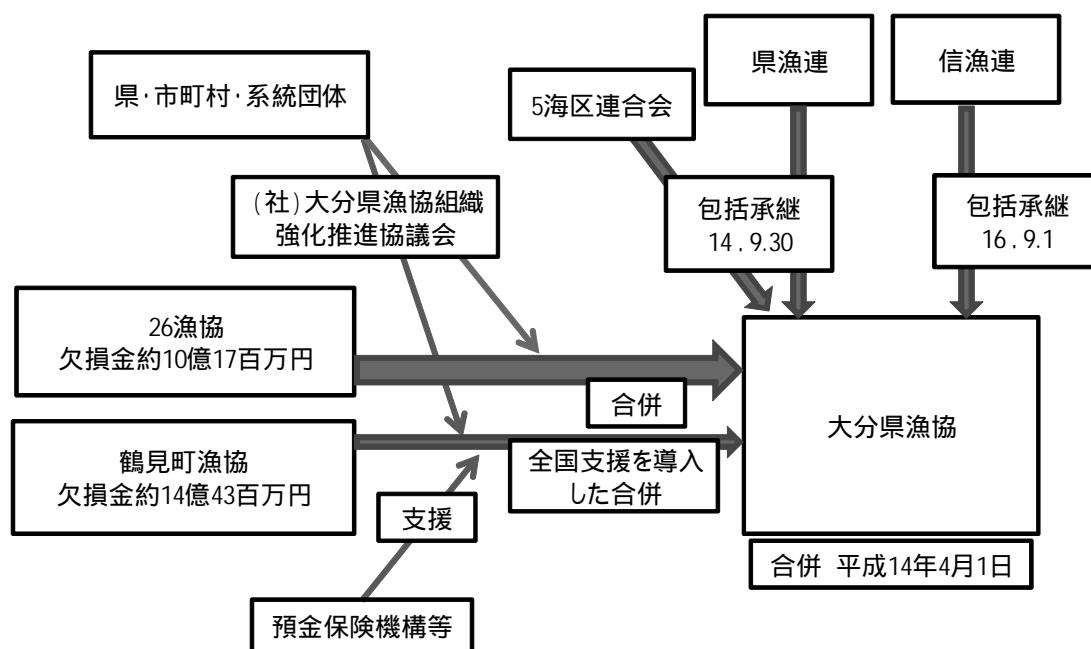 県・市町村・系統団体
5海区連合会
県漁連
信漁連
(社)大分県漁協組織
強化推進協議会
包括承継
14.9.30
包括承継
16.9.1
26漁協
欠損金約10億17百万円
合併
鶴見町漁協
欠損金約14億43百万円
全国支援を導入
した合併
大分県漁協
支援
合併 平成14年4月1日
預金保険機構等